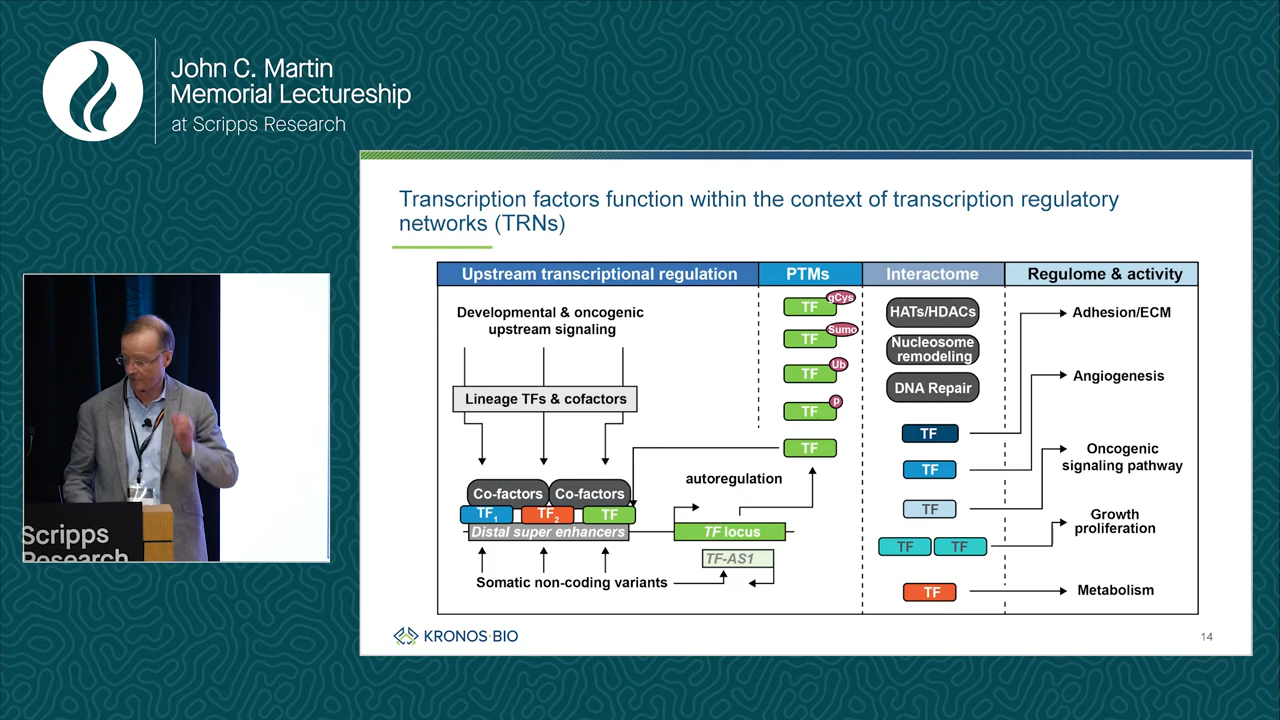 John C. Martin
Memorial Lectureship
at Scripps Research
Transcription factors function within the context of transcription regulatory
networks (TRNs)
Upstream transcriptional regulation
PTMs
Interactome
Regulome & activity
Developmental & oncogenic
upstream signaling
Lineage TFs & cofactors
Co-factors
Co-factors
TF1
TF2
TF
Distal super enhancers
Somatic non-coding variants
autoregulation
TF locus
TF-AS1
TF
gCys
TF
Sumo
TF
Ub
TF
p
TF
HATs/HDACs
Nucleosome
remodeling
DNA Repair
TF
TF
TF
TF
TF
TF
Adhesion/ECM
Angiogenesis
Oncogenic
signaling pathway
Growth
proliferation
Metabolism
KRONOS·BIO
14
Scripps
Research